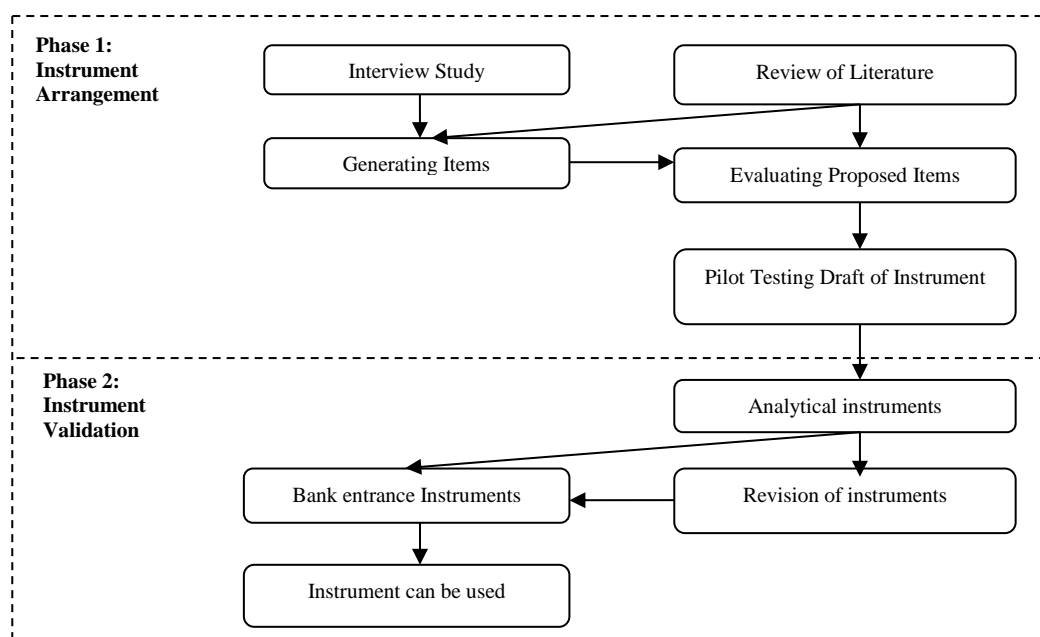 Phase 1:
Instrument
Arrangement
Interview Study
Review of Literature
Generating Items
Evaluating Proposed Items
Pilot Testing Draft of Instrument
Phase 2:
Instrument
Validation
Analytical instruments
Bank entrance Instruments
Revision of instruments
Instrument can be used